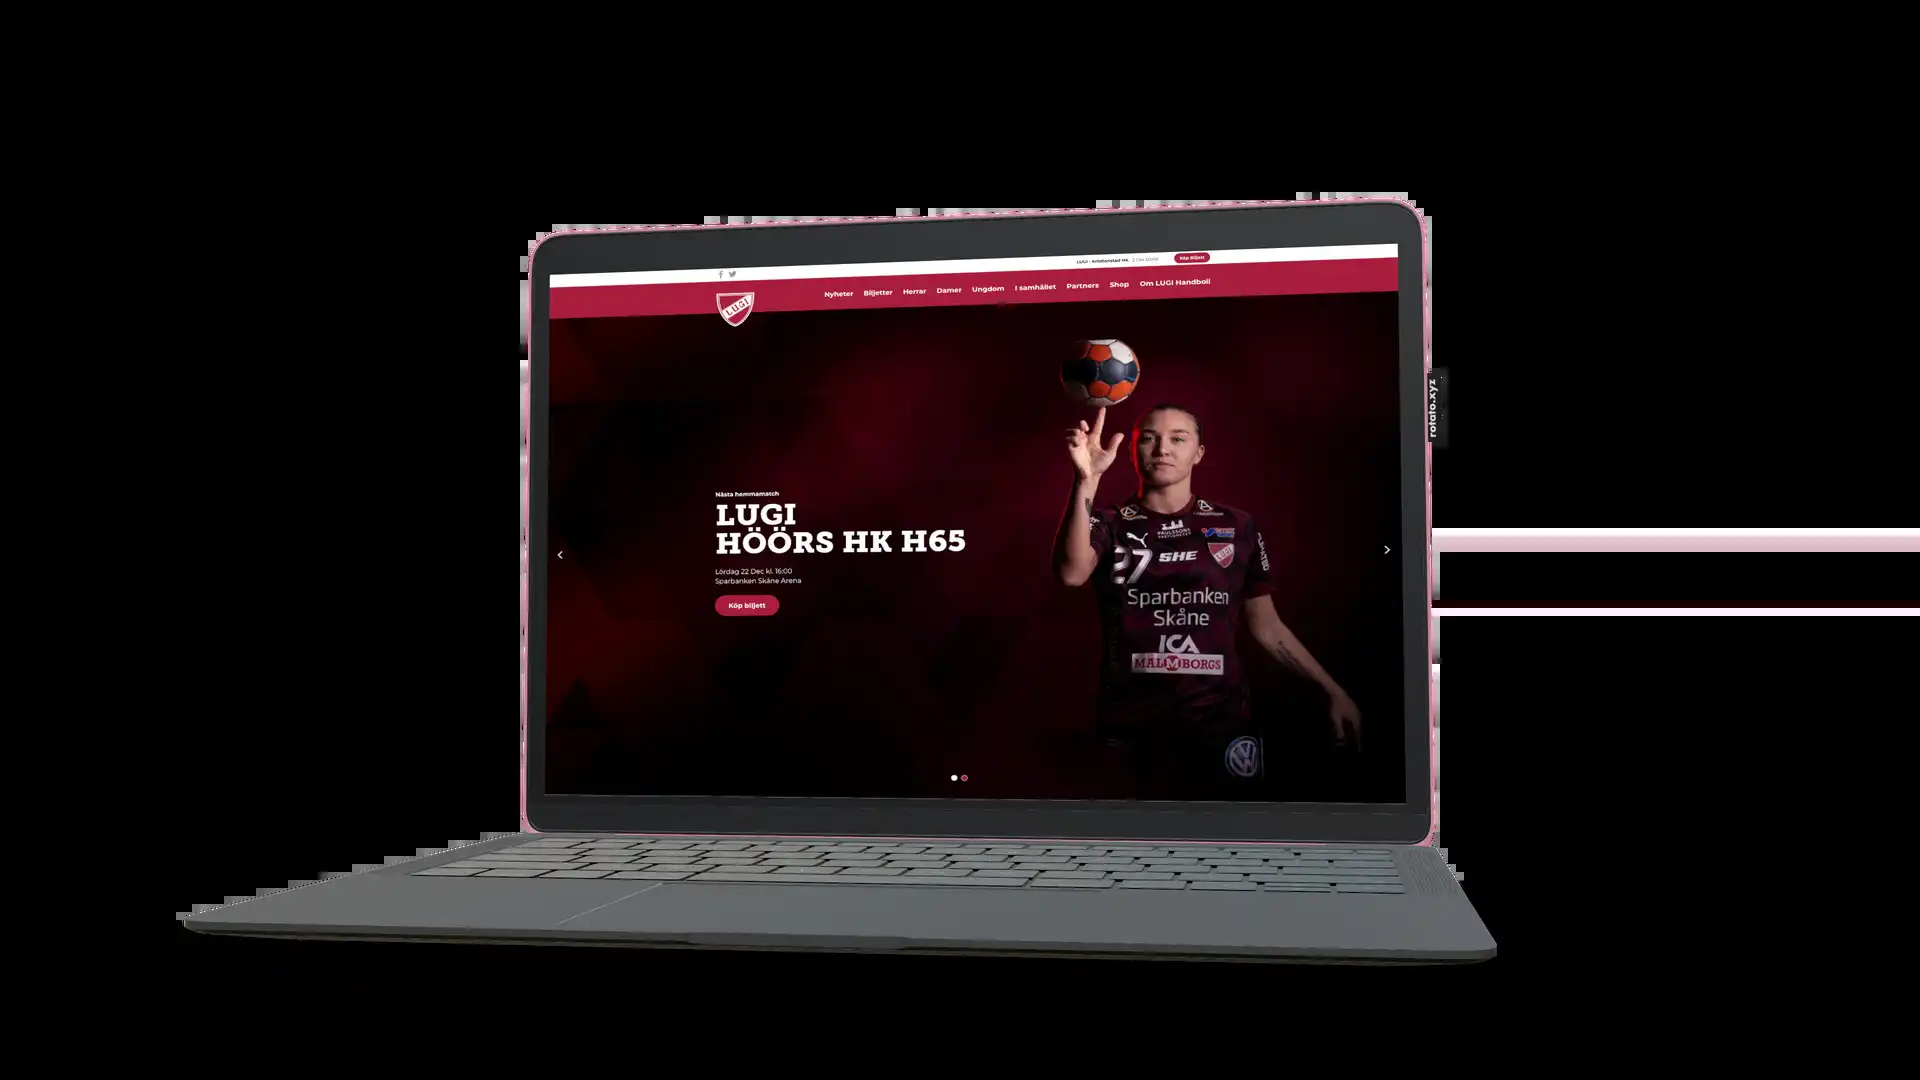 LUGI - Kristianstad HK
Köp Biljett
LUGI
Nyheter Biljetter Herrar Damer Ungdom I samhället Partners Shop Om LUGI Handboll
rotato.xyz
Nästa hemmamatch
LUGI
HÖÖRS HK H65
Lördag 22 Dec kl. 16:00
Sparbanken Skåne Arena
Köp biljett
PAULSSONS
27 SHE LUGI
Sparbanken
Skåne
ICA
MALMBORGS